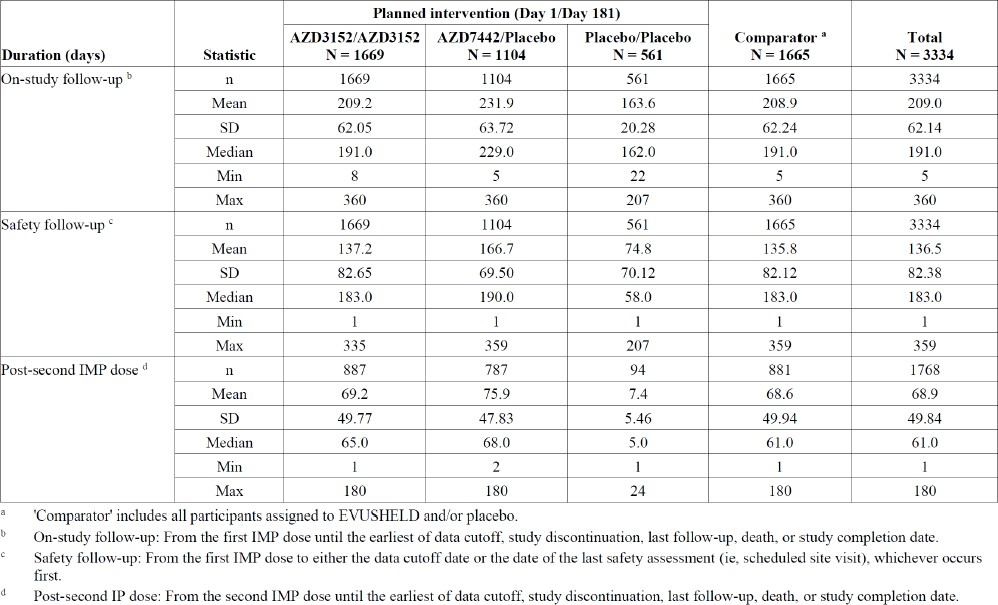 Planned intervention (Day 1/Day 181)
Duration (days) Statistic AZD3152/AZD3152 N = 1669 AZD7442/Placebo N = 1104 Placebo/Placebo N = 561 Comparator a N = 1665 Total N = 3334
On-study follow-up b n 1669 1104 561 1665 3334
Mean 209.2 231.9 163.6 208.9 209.0
SD 62.05 63.72 20.28 62.24 62.14
Median 191.0 229.0 162.0 191.0 191.0
Min 8 5 22 5 5
Max 360 360 207 360 360
Safety follow-up c n 1669 1104 561 1665 3334
Mean 137.2 166.7 74.8 135.8 136.5
SD 82.65 69.50 70.12 82.12 82.38
Median 183.0 190.0 58.0 183.0 183.0
Min 1 1 1 1 1
Max 335 359 207 359 359
Post-second IMP dose d n 887 787 94 881 1768
Mean 69.2 75.9 7.4 68.6 68.9
SD 49.77 47.83 5.46 49.94 49.84
Median 65.0 68.0 5.0 61.0 61.0
Min 1 2 1 1 1
Max 180 180 24 180 180
a 'Comparator' includes all participants assigned to EVUSHELD and/or placebo.
b On-study follow-up: From the first IMP dose until the earliest of data cutoff, study discontinuation, last follow-up, death, or study completion date.
c Safety follow-up: From the first IMP dose to either the data cutoff date or the date of the last safety assessment (ie, scheduled site visit), whichever occurs
first.
d Post-second IP dose: From the second IMP dose until the earliest of data cutoff, study discontinuation, last follow-up, death, or study completion date.